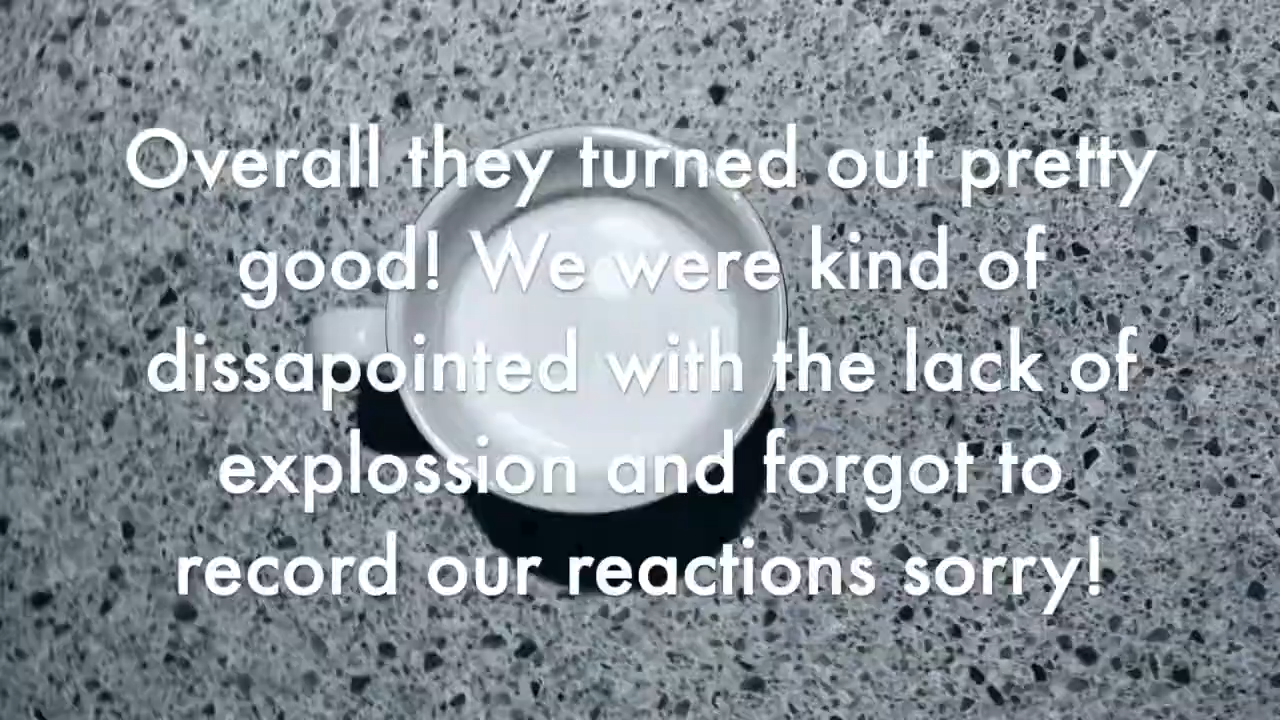 Overall they turned out pretty
good! We were kind of
dissapointed with the lack of
explossion and forgot to
record our reactions sorry!